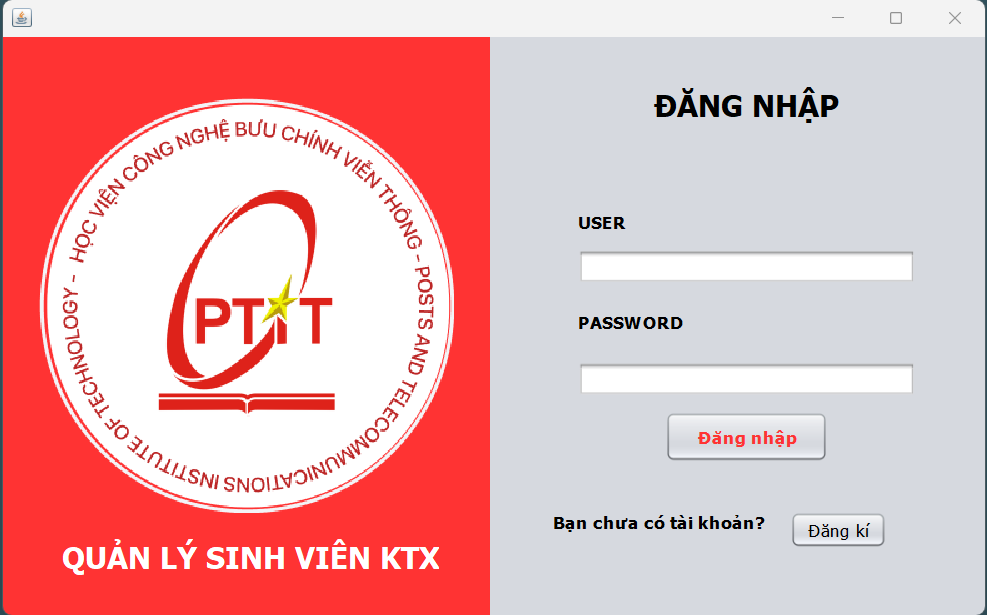 HỌC VIỆN CÔNG NGHỆ BƯU CHÍNH VIỄN THÔNG - POSTS AND TELECOMMUNICATIONS INSTITUTE OF TECHNOLOGY -
PTIT
QUẢN LÝ SINH VIÊN KTX
ĐĂNG NHẬP
USER
PASSWORD
Đăng nhập
Bạn chưa có tài khoản?
Đăng kí